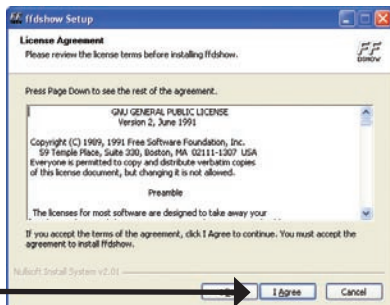 ffdshow Setup
License Agreement
Please review the license terms before installing ffdshow.
FF
DSHOW
Press Page Down to see the rest of the agreement.
GNU GENERAL PUBLIC LICENSE
Version 2, June 1991
Copyright (C) 1989, 1991 Free Software Foundation, Inc.
59 Temple Place, Suite 330, Boston, MA 02111-1307 USA
Everyone is permitted to copy and distribute verbatim copies
of this license document, but changing it is not allowed.
Preamble
The licenses for most software are designed to take away your
If you accept the terms of the agreement, click I Agree to continue. You must accept the
agreement to install ffdshow.
Nullsoft Install System v2.01
I Agree
Cancel